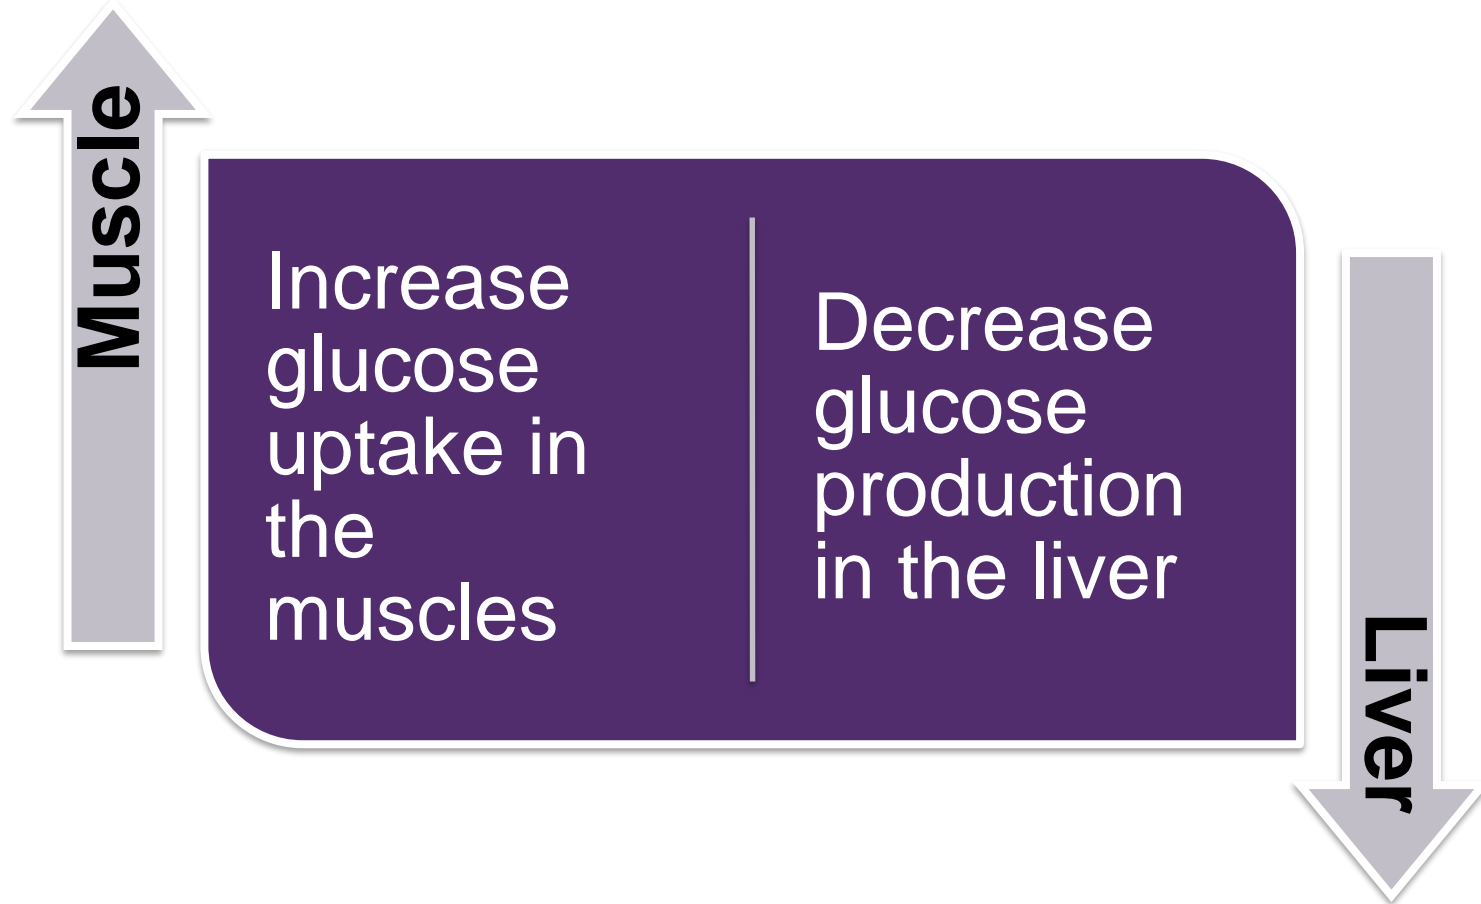 Muscle
Increase
glucose
uptake in
the
muscles
Decrease
glucose
production
in the liver
Liver